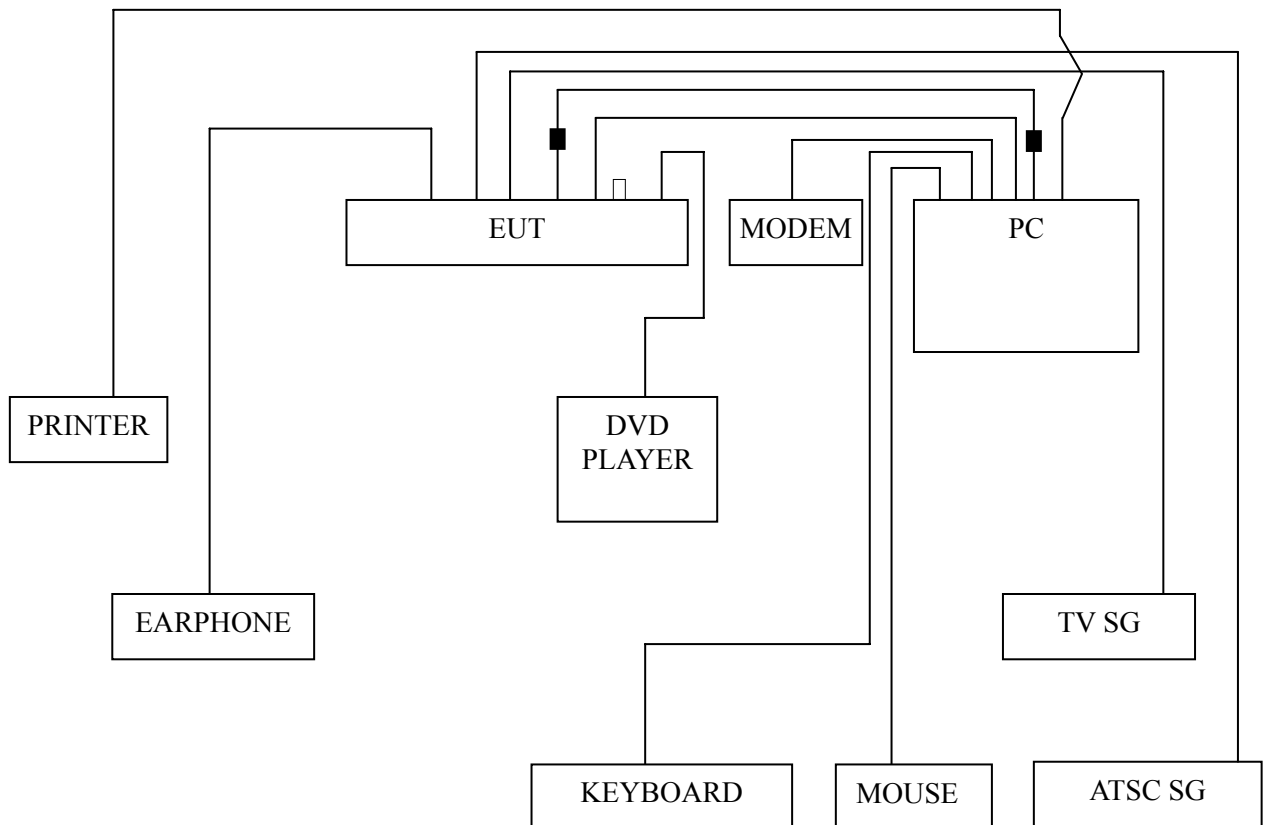 EUT
MODEM
PC
PRINTER
DVD
PLAYER
EARPHONE
TV SG
KEYBOARD
MOUSE
ATSC SG